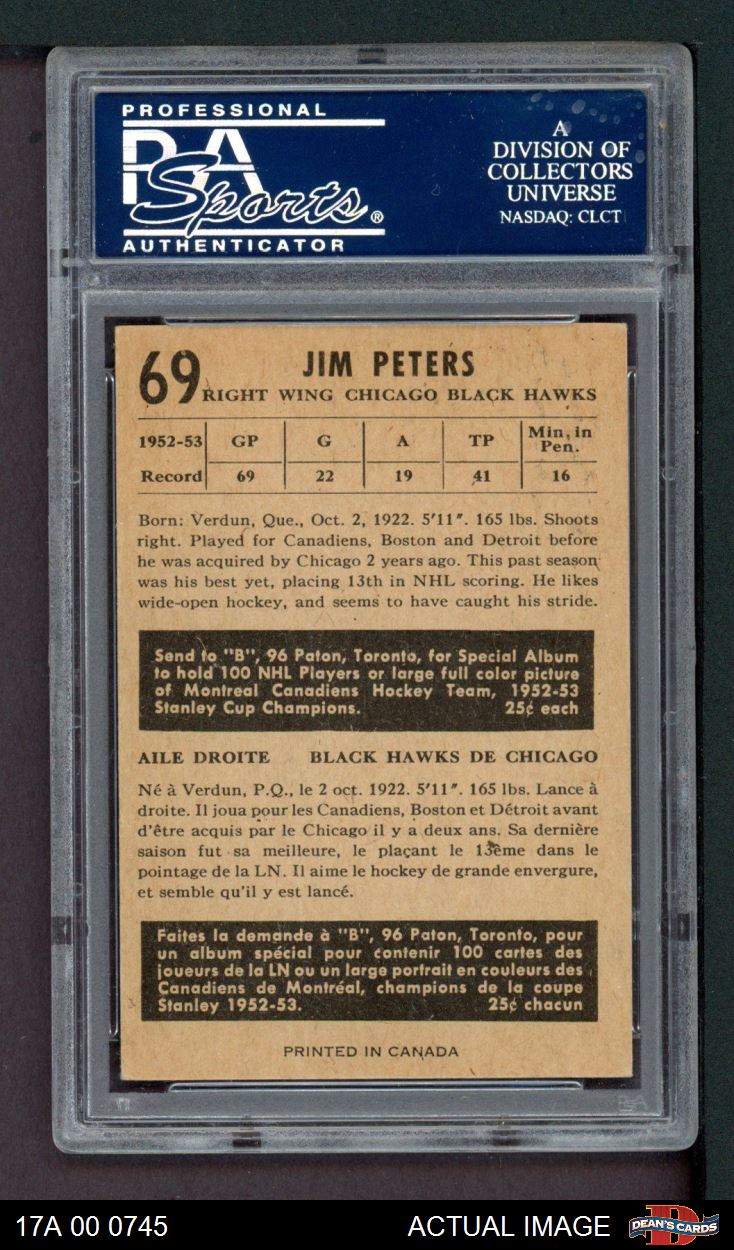 PROFESSIONAL
PSA
Sports®
AUTHENTICATOR
A
DIVISION OF
COLLECTORS
UNIVERSE
NASDAQ: CLCT
69 JIM PETERS
RIGHT WING CHICAGO BLACK HAWKS
1952-53 GP G A TP Min. in Pen.
Record 69 22 19 41 16
Born: Verdun, Que., Oct. 2, 1922. 5'11". 165 lbs. Shoots
right. Played for Canadiens, Boston and Detroit before
he was acquired by Chicago 2 years ago. This past season
was his best yet, placing 13th in NHL scoring. He likes
wide-open hockey, and seems to have caught his stride.
Send to "B", 96 Paton, Toronto, for Special Album
to hold 100 NHL Players or large full color picture
of Montreal Canadiens Hockey Team, 1952-53
Stanley Cup Champions. 25¢ each
AILE DROITE BLACK HAWKS DE CHICAGO
Né à Verdun, P.Q., le 2 oct. 1922. 5'11". 165 lbs. Lance à
droite. Il joua pour les Canadiens, Boston et Détroit avant
d'être acquis par le Chicago il y a deux ans. Sa dernière
saison fut sa meilleure, le plaçant le 13ème dans le
pointage de la LN. Il aime le hockey de grande envergure,
et semble qu'il y est lancé.
Faites la demande à "B", 96 Paton, Toronto, pour
un album spécial pour contenir 100 cartes des
joueurs de la LN ou un large portrait en couleurs des
Canadiens de Montréal, champions de la coupe
Stanley 1952-53. 25¢ chacun
PRINTED IN CANADA
17A 00 0745 ACTUAL IMAGE DEAN'S CARDS